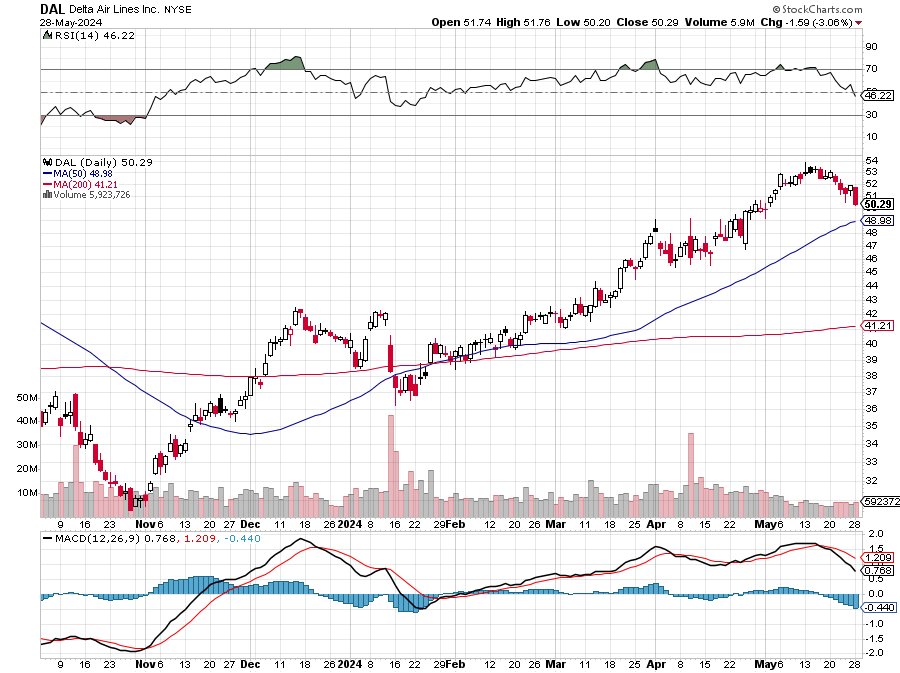 DAL Delta Air Lines Inc. NYSE
© StockCharts.com
28-May-2024
Open 51.74 High 51.76 Low 50.20 Close 50.29 Volume 5.9M Chg -1.59 (-3.06%)
RSI(14) 46.22
90
70
50
46.22
30
10
DAL (Daily) 50.29
MA(50) 48.98
MA(200) 41.21
Volume 5,923,726
54
53
52
51
50.29
48.98
48
47
46
45
44
43
42
41.21
40
39
38
37
36
35
34
33
32
5923726
50M
40M
30M
20M
10M
9 16 23 Nov 6 13 20 27 Dec 11 18 26 2024 8 16 22 29 Feb 12 20 26 Mar 11 18 25 Apr 8 15 22 May 6 13 20 28
MACD(12,26,9) 0.768, 1.209, -0.440
2.0
1.5
1.209
0.768
0.5
0.0
-0.440
-1.0
-1.5
-2.0
9 16 23 Nov 6 13 20 27 Dec 11 18 26 2024 8 16 22 29 Feb 12 20 26 Mar 11 18 25 Apr 8 15 22 May 6 13 20 28